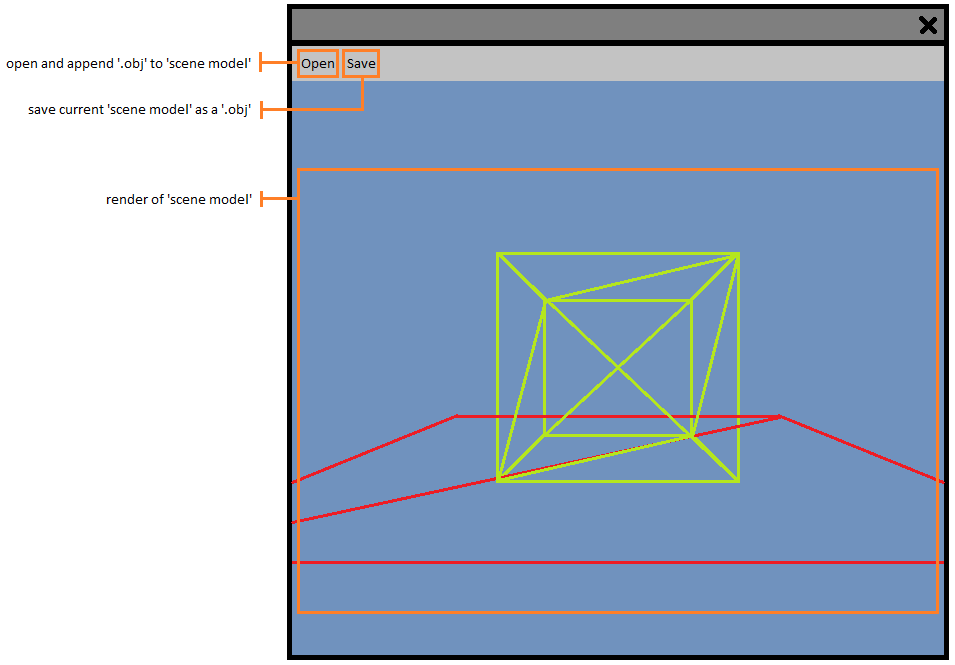 open and append '.obj' to 'scene model'
Open Save
save current 'scene model' as a '.obj'
render of 'scene model'